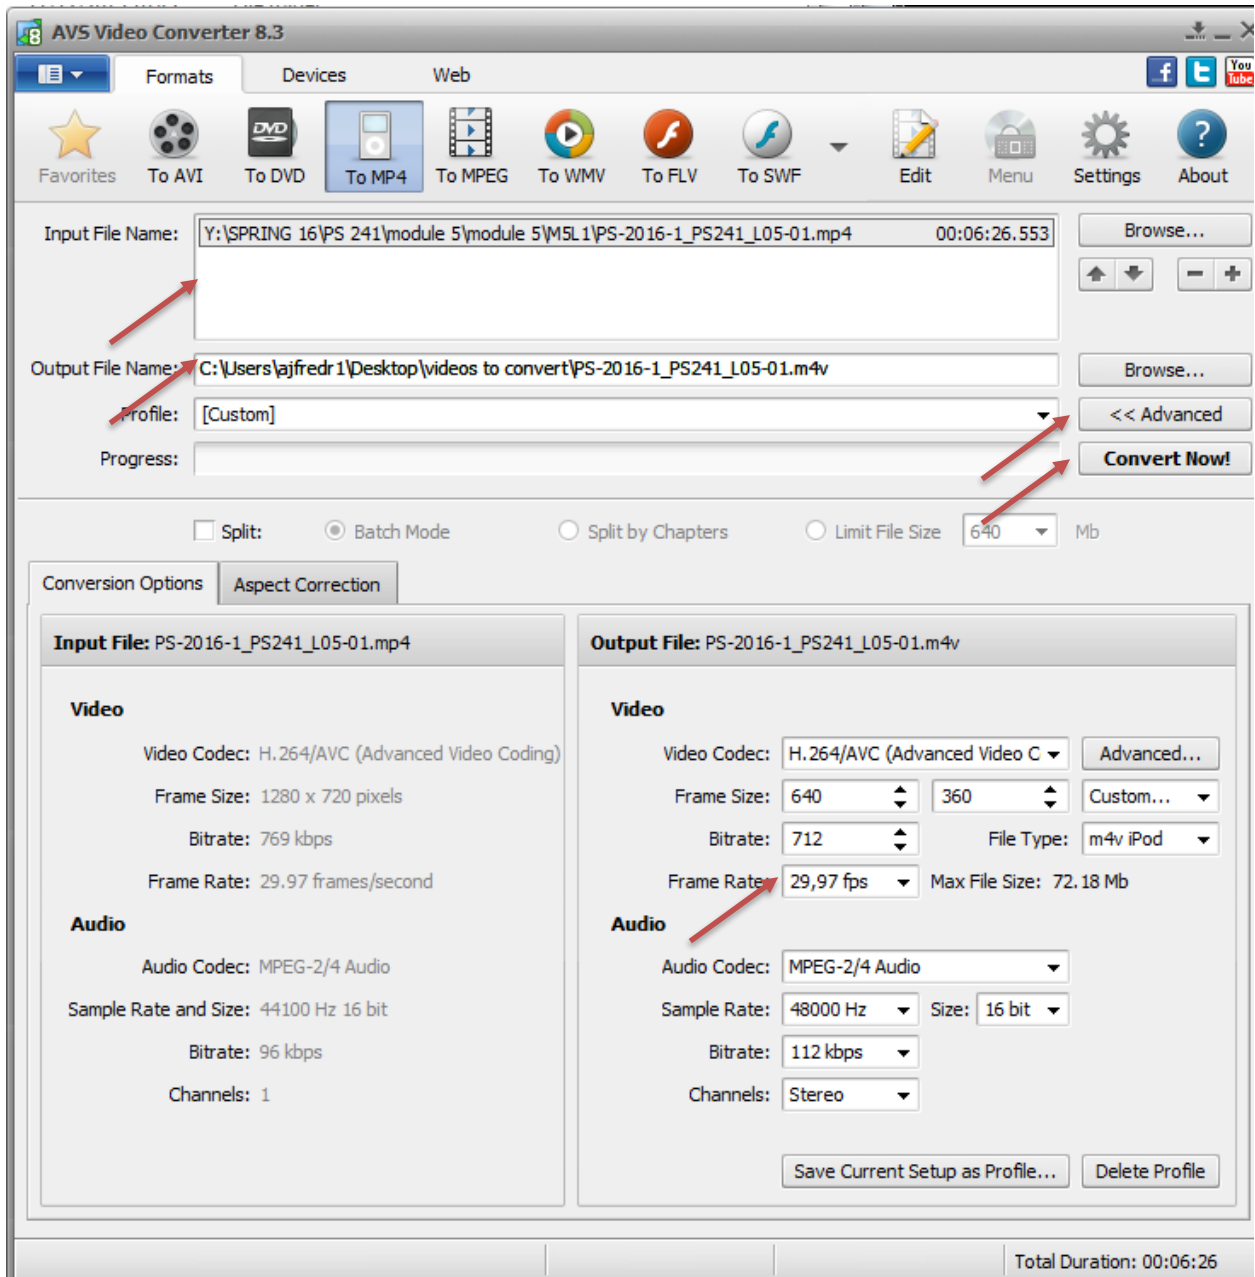 AVS Video Converter 8.3
Formats Devices Web
You
Tube
DVD
Favorites To AVI To DVD To MP4 To MPEG To WMV To FLV To SWF Edit Menu Settings About
Input File Name: Y:\SPRING 16\PS 241\module 5\module 5\M5L1\PS-2016-1_PS241_L05-01.mp4 00:06:26.553 Browse...
Output File Name: C:\Users\ajfredr1\Desktop\videos to convert\PS-2016-1_PS241_L05-01.m4v Browse...
Profile: [Custom] << Advanced
Progress: Convert Now!
Split: Batch Mode Split by Chapters Limit File Size 640 Mb
Conversion Options Aspect Correction
Input File: PS-2016-1_PS241_L05-01.mp4
Video
Video Codec: H.264/AVC (Advanced Video Coding)
Frame Size: 1280 x 720 pixels
Bitrate: 769 kbps
Frame Rate: 29.97 frames/second
Audio
Audio Codec: MPEG-2/4 Audio
Sample Rate and Size: 44100 Hz 16 bit
Bitrate: 96 kbps
Channels: 1
Output File: PS-2016-1_PS241_L05-01.m4v
Video
Video Codec: H.264/AVC (Advanced Video C Advanced...
Frame Size: 640 360 Custom...
Bitrate: 712 File Type: m4v iPod
Frame Rate: 29,97 fps Max File Size: 72.18 Mb
Audio
Audio Codec: MPEG-2/4 Audio
Sample Rate: 48000 Hz Size: 16 bit
Bitrate: 112 kbps
Channels: Stereo
Save Current Setup as Profile... Delete Profile
Total Duration: 00:06:26